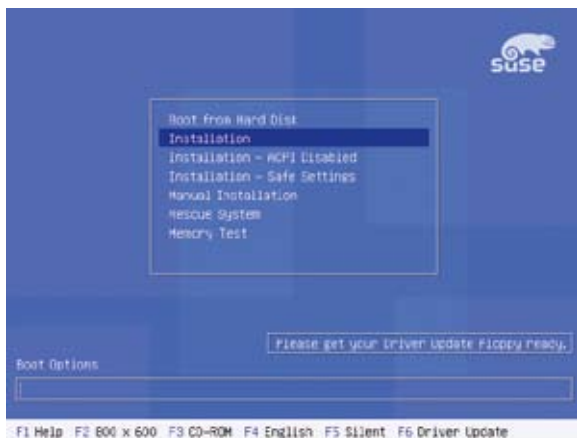 SUSE
Boot from Hard Disk
Installation
Installation - ACPI Disabled
Installation - Safe Settings
Manual Installation
Rescue System
Memory Test
Please get your Driver Update Floppy ready.
Boot Options
F1 Help F2 800 x 600 F3 CD-ROM F4 English F5 Silent F6 Driver Update